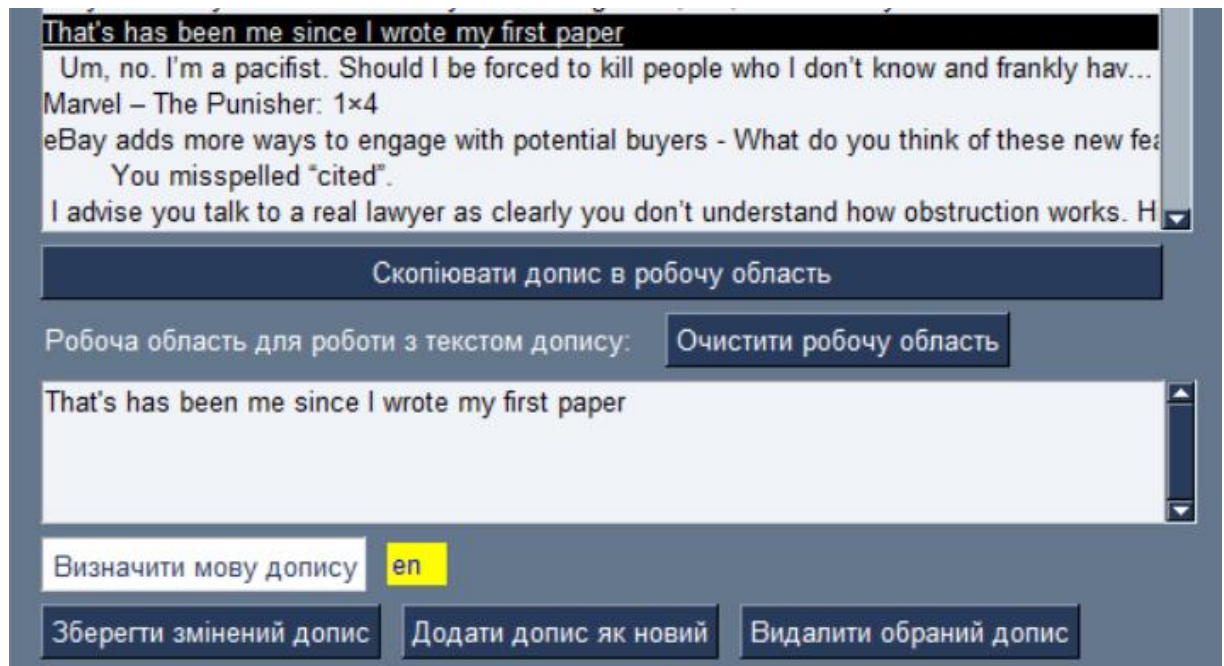 That's has been me since I wrote my first paper
Um, no. I'm a pacifist. Should I be forced to kill people who I don't know and frankly hav...
Marvel – The Punisher: 1×4
eBay adds more ways to engage with potential buyers - What do you think of these new fea
You misspelled “cited”.
I advise you talk to a real lawyer as clearly you don't understand how obstruction works. H
Скопіювати допис в робочу область
Робоча область для роботи з текстом допису: Очистити робочу область
That's has been me since I wrote my first paper
Визначити мову допису en
Зберегти змінений допис Додати допис як новий Видалити обраний допис